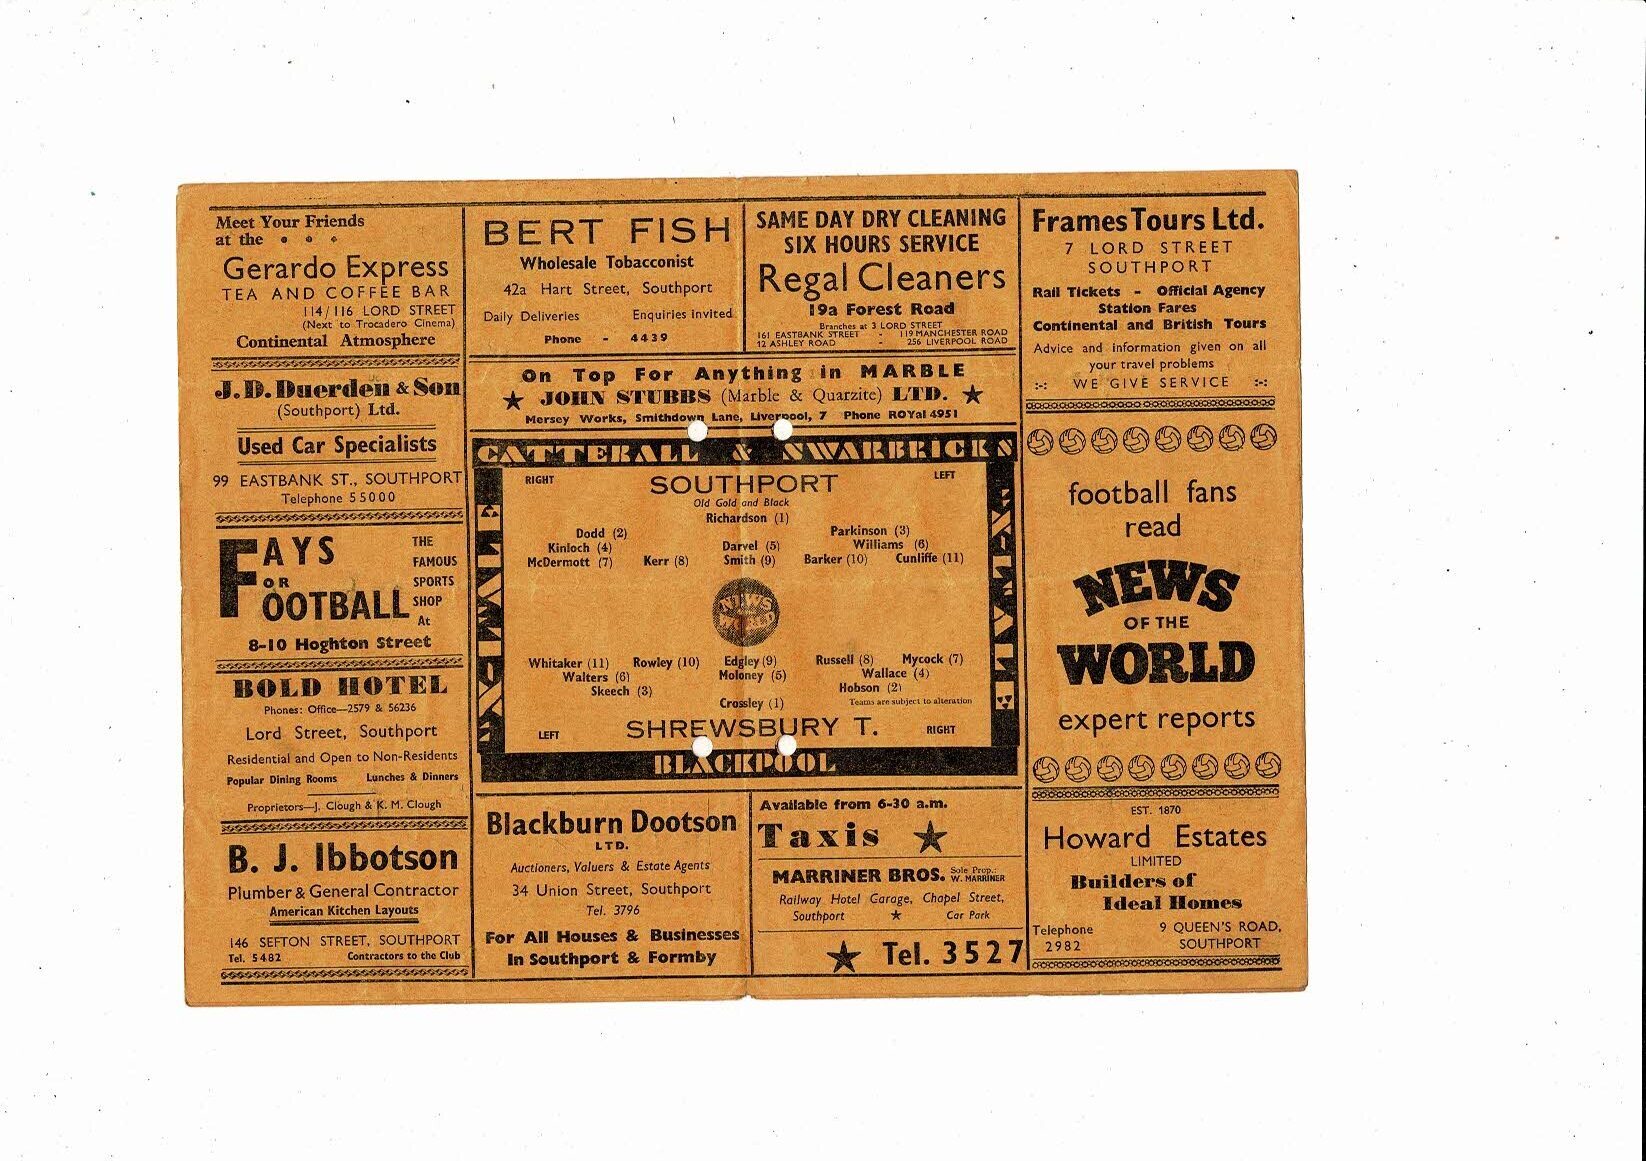 Meet Your Friends
at the • • •
Gerardo Express
TEA AND COFFEE BAR
114/116 LORD STREET
(Next to Trocadero Cinema)
Continental Atmosphere
J. D. Duerden & Son
(Southport) Ltd.
Used Car Specialists
99 EASTBANK ST., SOUTHPORT
Telephone 55000
FAYS
FOR
FOOTBALL
THE
FAMOUS
SPORTS
SHOP
At
8-10 Hoghton Street
BOLD HOTEL
Phones: Office—2579 & 56236
Lord Street, Southport
Residential and Open to Non-Residents
Popular Dining Rooms Lunches & Dinners
Proprietors—J. Clough & K. M. Clough
B. J. Ibbotson
Plumber & General Contractor
American Kitchen Layouts
146 SEFTON STREET, SOUTHPORT
Tel. 5482 Contractors to the Club
BERT FISH
Wholesale Tobacconist
42a Hart Street, Southport
Daily Deliveries Enquiries Invited
Phone - 4439
SAME DAY DRY CLEANING
SIX HOURS SERVICE
Regal Cleaners
19a Forest Road
Branches at 3 LORD STREET
161 EASTBANK STREET - 119 MANCHESTER ROAD
12 ASHLEY ROAD - 256 LIVERPOOL ROAD
On Top For Anything in MARBLE
★ JOHN STUBBS (Marble & Quarzite) LTD. ★
Mersey Works, Smithdown Lane, Liverpool, 7 Phone ROYal 4951
CATTERALL & SWARBRICKS
RIGHT SOUTHPORT LEFT
Old Gold and Black
Richardson (1)
Dodd (2) Parkinson (3)
Kinloch (4) Darvel (5) Williams (6)
McDermott (7) Kerr (8) Smith (9) Barker (10) Cunliffe (11)
NEWS
WORLD
Whitaker (11) Rowley (10) Edgley (9) Russell (8) Mycock (7)
Walters (6) Moloney (5) Wallace (4)
Skeech (3) Hobson (2)
Crossley (1) Teams are subject to alteration
LEFT SHREWSBURY T. RIGHT
BLACKPOOL
Blackburn Dootson
LTD.
Auctioneers, Valuers & Estate Agents
34 Union Street, Southport
Tel. 3796
For All Houses & Businesses
In Southport & Formby
Available from 6-30 a.m.
Taxis ★
MARRINER BROS. Sole Prop.:
W. MARRINER
Railway Hotel Garage, Chapel Street,
Southport ★ Car Park
★ Tel. 3527
Frames Tours Ltd.
7 LORD STREET
SOUTHPORT
Rail Tickets - Official Agency
Station Fares
Continental and British Tours
Advice and information given on all
your travel problems
:-: WE GIVE SERVICE :-:
football fans
read
NEWS
OF THE
WORLD
expert reports
EST. 1870
Howard Estates
LIMITED
Builders of
Ideal Homes
Telephone 9 QUEEN'S ROAD,
2982 SOUTHPORT